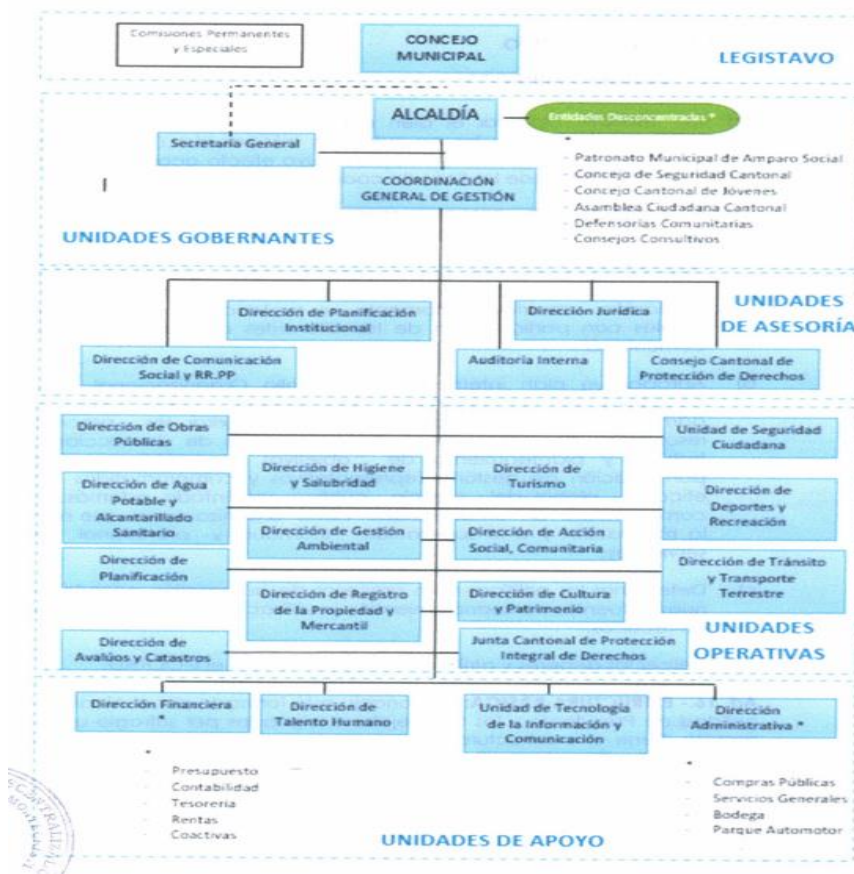 Comisiones Permanentes
y Especiales
CONCEJO
MUNICIPAL
LEGISTAVO
ALCALDÍA
Entidades Desconcentradas *
Secretaría General
COORDINACIÓN
GENERAL DE GESTIÓN
*
- Patronato Municipal de Amparo Social
- Concejo de Seguridad Cantonal
- Concejo Cantonal de Jóvenes
- Asamblea Ciudadana Cantonal
- Defensorías Comunitarias
- Consejos Consultivos
UNIDADES GOBERNANTES
Dirección de Planificación
Institucional
Dirección Jurídica
UNIDADES
DE ASESORÍA
Dirección de Comunicación
Social y RR.PP
Auditoría Interna
Consejo Cantonal de
Protección de Derechos
Dirección de Obras
Públicas
Unidad de Seguridad
Ciudadana
Dirección de Higiene
y Salubridad
Dirección de
Turismo
Dirección de Agua
Potable y
Alcantarillado
Sanitario
Dirección de
Deportes y
Recreación
Dirección de Gestión
Ambiental
Dirección de Acción
Social, Comunitaria
Dirección de
Planificación
Dirección de Tránsito
y Transporte
Terrestre
Dirección de Registro
de la Propiedad y
Mercantil
Dirección de Cultura
y Patrimonio
UNIDADES
OPERATIVAS
Dirección de
Avalúos y Catastros
Junta Cantonal de Protección
Integral de Derechos
Dirección Financiera
*
Dirección de
Talento Humano
Unidad de Tecnología
de la Información y
Comunicación
Dirección
Administrativa *
*
- Presupuesto
- Contabilidad
- Tesorería
- Rentas
- Coactivas
*
- Compras Públicas
- Servicios Generales
- Bodega
- Parque Automotor
UNIDADES DE APOYO